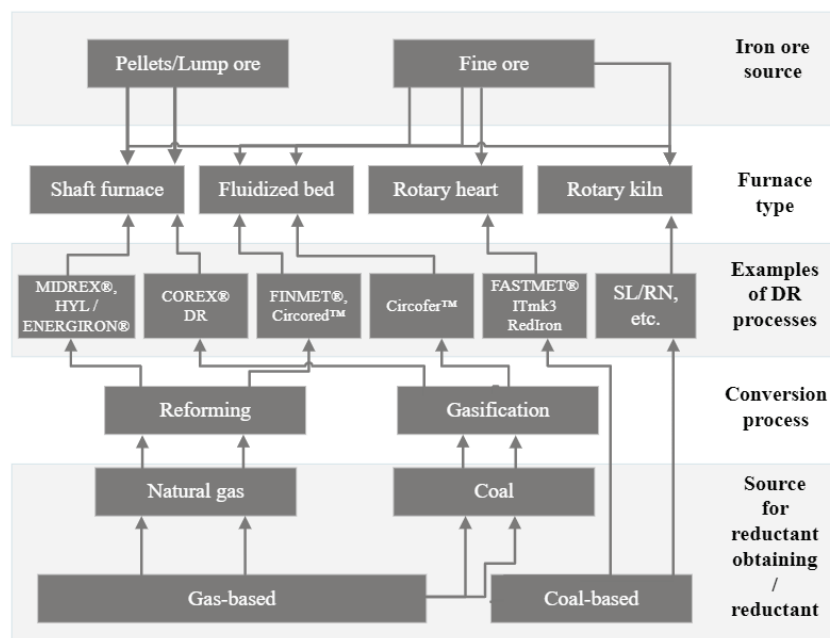 Pellets/Lump ore
Fine ore
Iron ore
source
Shaft furnace
Fluidized bed
Rotary heart
Rotary kiln
Furnace
type
MIDREX®,
HYL /
ENERGIRON®
COREX®
DR
FINMET®,
Circored™
Circofer™
FASTMET®
ITmk3
RedIron
SL/RN,
etc.
Examples
of DR
processes
Reforming
Gasification
Conversion
process
Natural gas
Coal
Gas-based
Coal-based
Source
for
reductant
obtaining
/
reductant